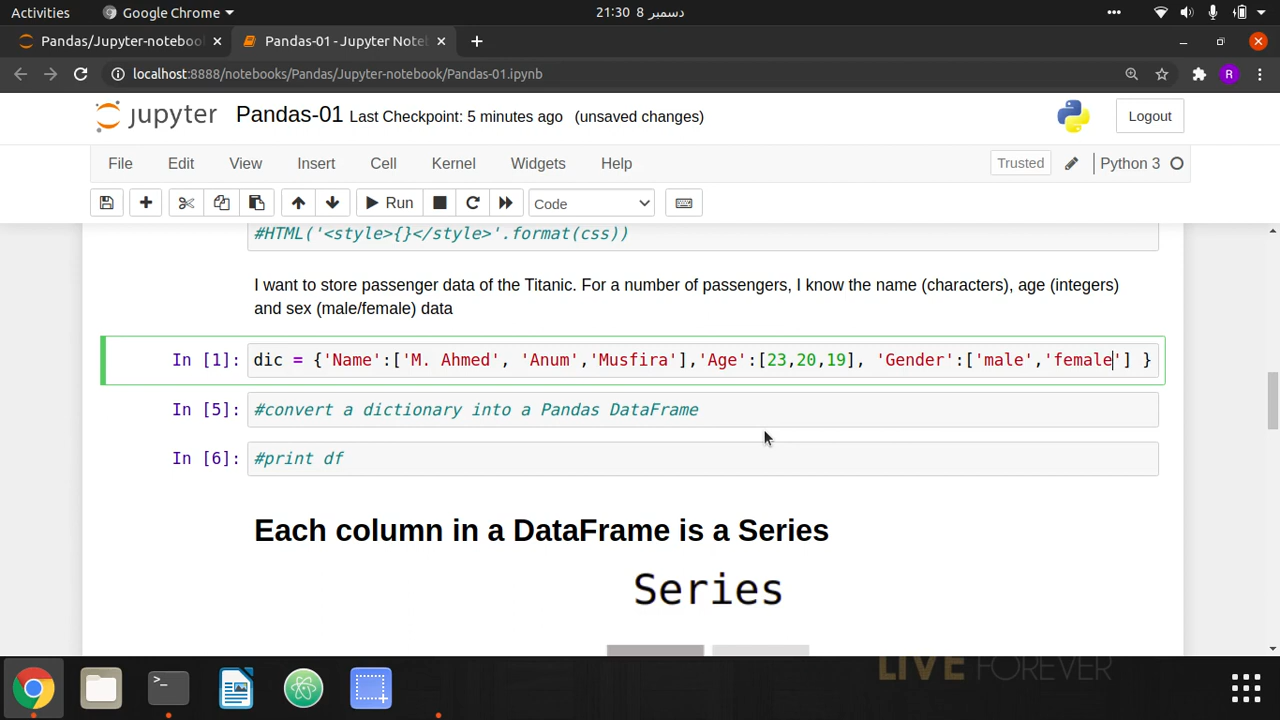 Activities Google Chrome 21:30 8 دسمبر
Pandas/Jupyter-notebool Pandas-01 - Jupyter Note
localhost:8888/notebooks/Pandas/Jupyter-notebook/Pandas-01.ipynb R
jupyter Pandas-01 Last Checkpoint: 5 minutes ago (unsaved changes) Logout
File Edit View Insert Cell Kernel Widgets Help Trusted Python 3
Run Code
#HTML('<style>{}</style>'.format(css))
I want to store passenger data of the Titanic. For a number of passengers, I know the name (characters), age (integers)
and sex (male/female) data
In [1]: dic = {'Name':['M. Ahmed', 'Anum','Musfira'],'Age':[23,20,19], 'Gender':['male','female'] }
In [5]: #convert a dictionary into a Pandas DataFrame
In [6]: #print df
Each column in a DataFrame is a Series
Series
LIVE FOREVER